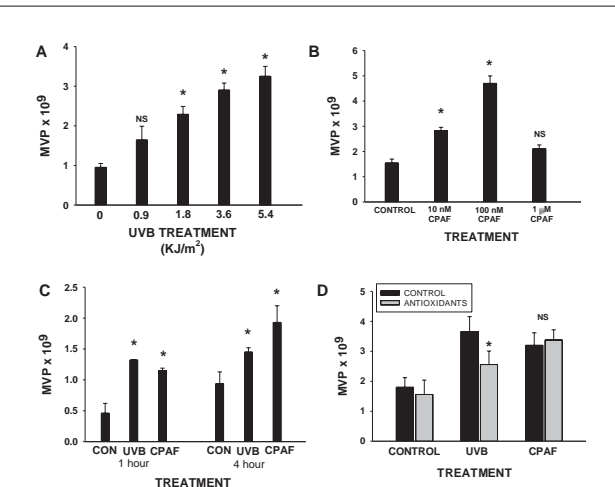 A
MVP x 10⁹
4
3
2
1
0
NS
*
*
*
0 0.9 1.8 3.6 5.4
UVB TREATMENT
(KJ/m²)
B
MVP x 10⁹
6
5
4
3
2
1
0
*
*
NS
CONTROL 10 nM 100 nM 1 µM
CPAF CPAF CPAF
TREATMENT
C
MVP x 10⁹
2.5
2.0
1.5
1.0
0.5
0.0
*
*
*
*
CON UVB CPAF CON UVB CPAF
1 hour 4 hour
TREATMENT
D
MVP x 10⁹
5
4
3
2
1
0
CONTROL
ANTIOXIDANTS
*
NS
CONTROL UVB CPAF
TREATMENT